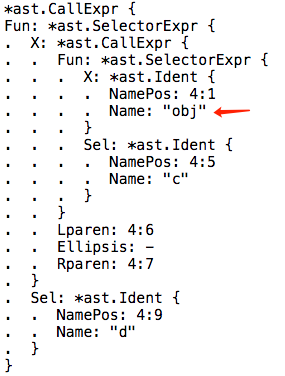 *ast.CallExpr {
Fun: *ast.SelectorExpr {
.  X: *ast.CallExpr {
.  .  Fun: *ast.SelectorExpr {
.  .  .  X: *ast.Ident {
.  .  .  .  NamePos: 4:1
.  .  .  .  Name: "obj"
.  .  .  }
.  .  .  Sel: *ast.Ident {
.  .  .  .  NamePos: 4:5
.  .  .  .  Name: "c"
.  .  .  }
.  .  }
.  .  Lparen: 4:6
.  .  Ellipsis: -
.  .  Rparen: 4:7
.  }
.  Sel: *ast.Ident {
.  .  NamePos: 4:9
.  .  Name: "d"
.  }
}